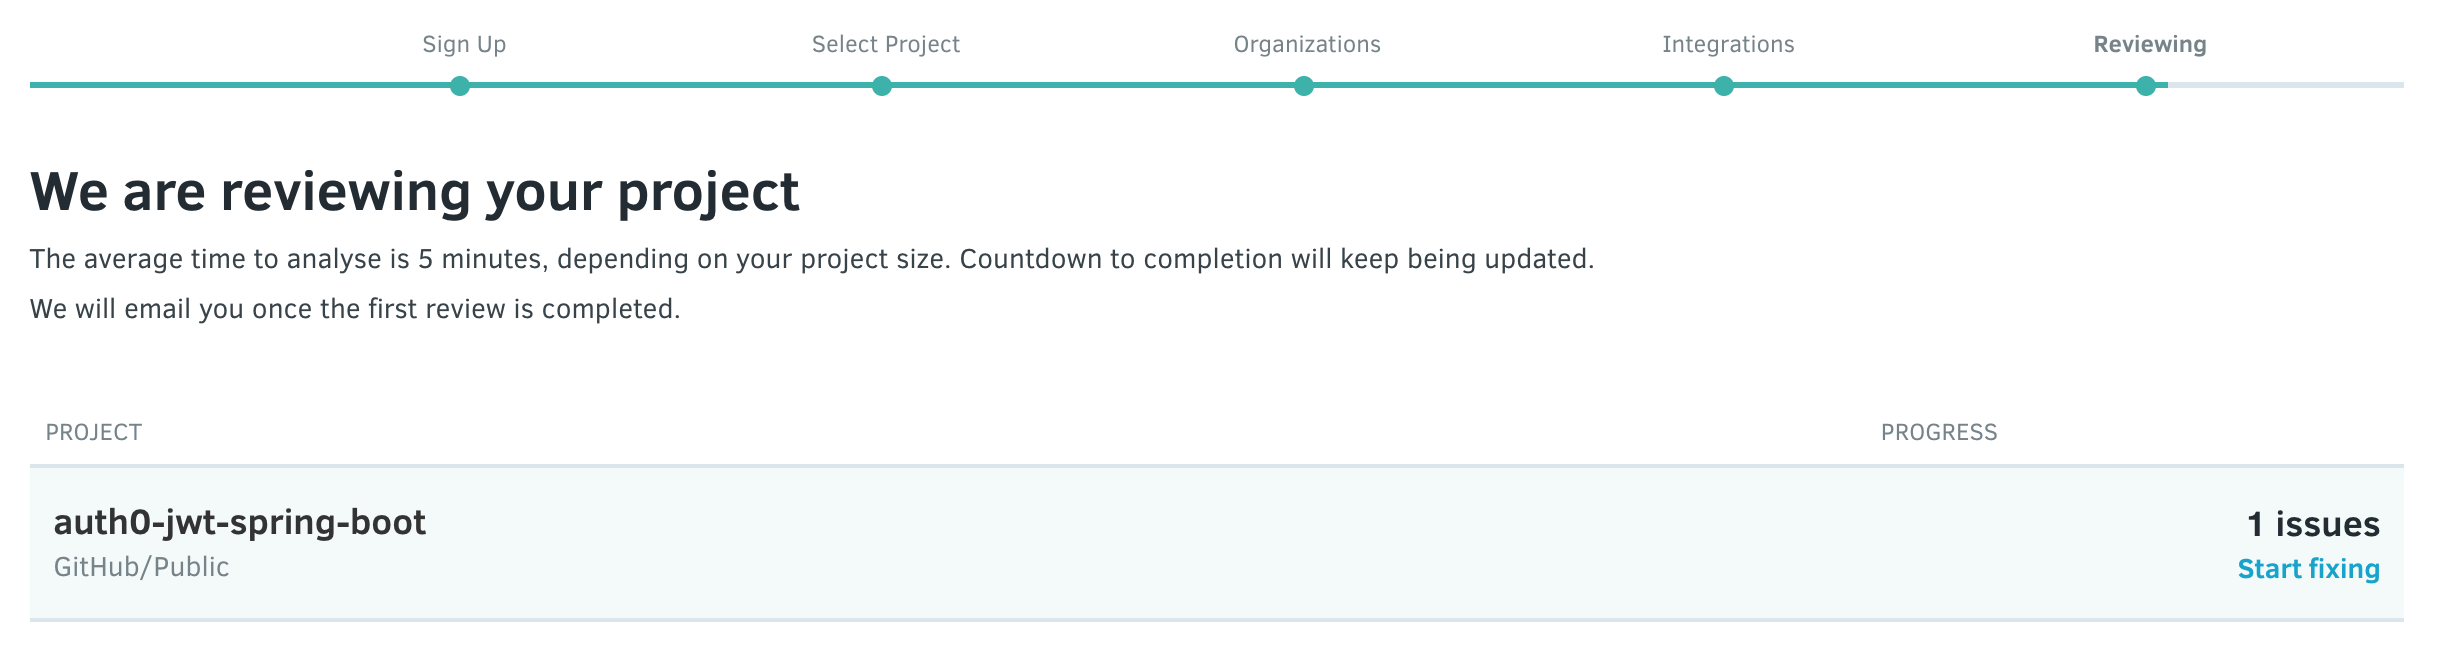 Sign Up
Select Project
Organizations
Integrations
Reviewing
We are reviewing your project
The average time to analyse is 5 minutes, depending on your project size. Countdown to completion will keep being updated.
We will email you once the first review is completed.
PROJECT
PROGRESS
auth0-jwt-spring-boot
1 issues
GitHub/Public
Start fixing